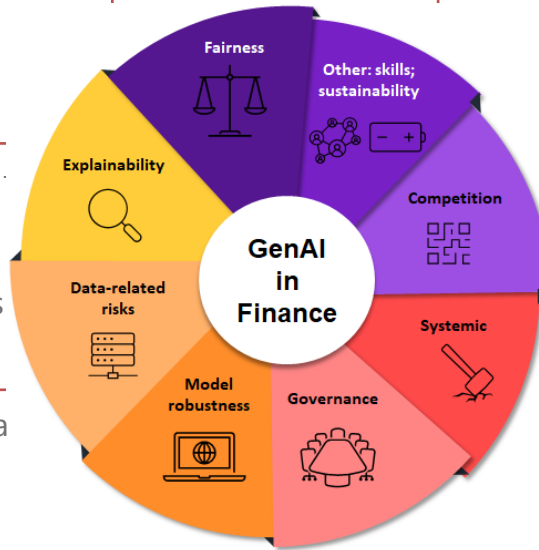 Fairness
Other: skills;
sustainability
Explainability
Competition
GenAI
in
Finance
Data-related
risks
s
Systemic
Model
robustness
Governance
a